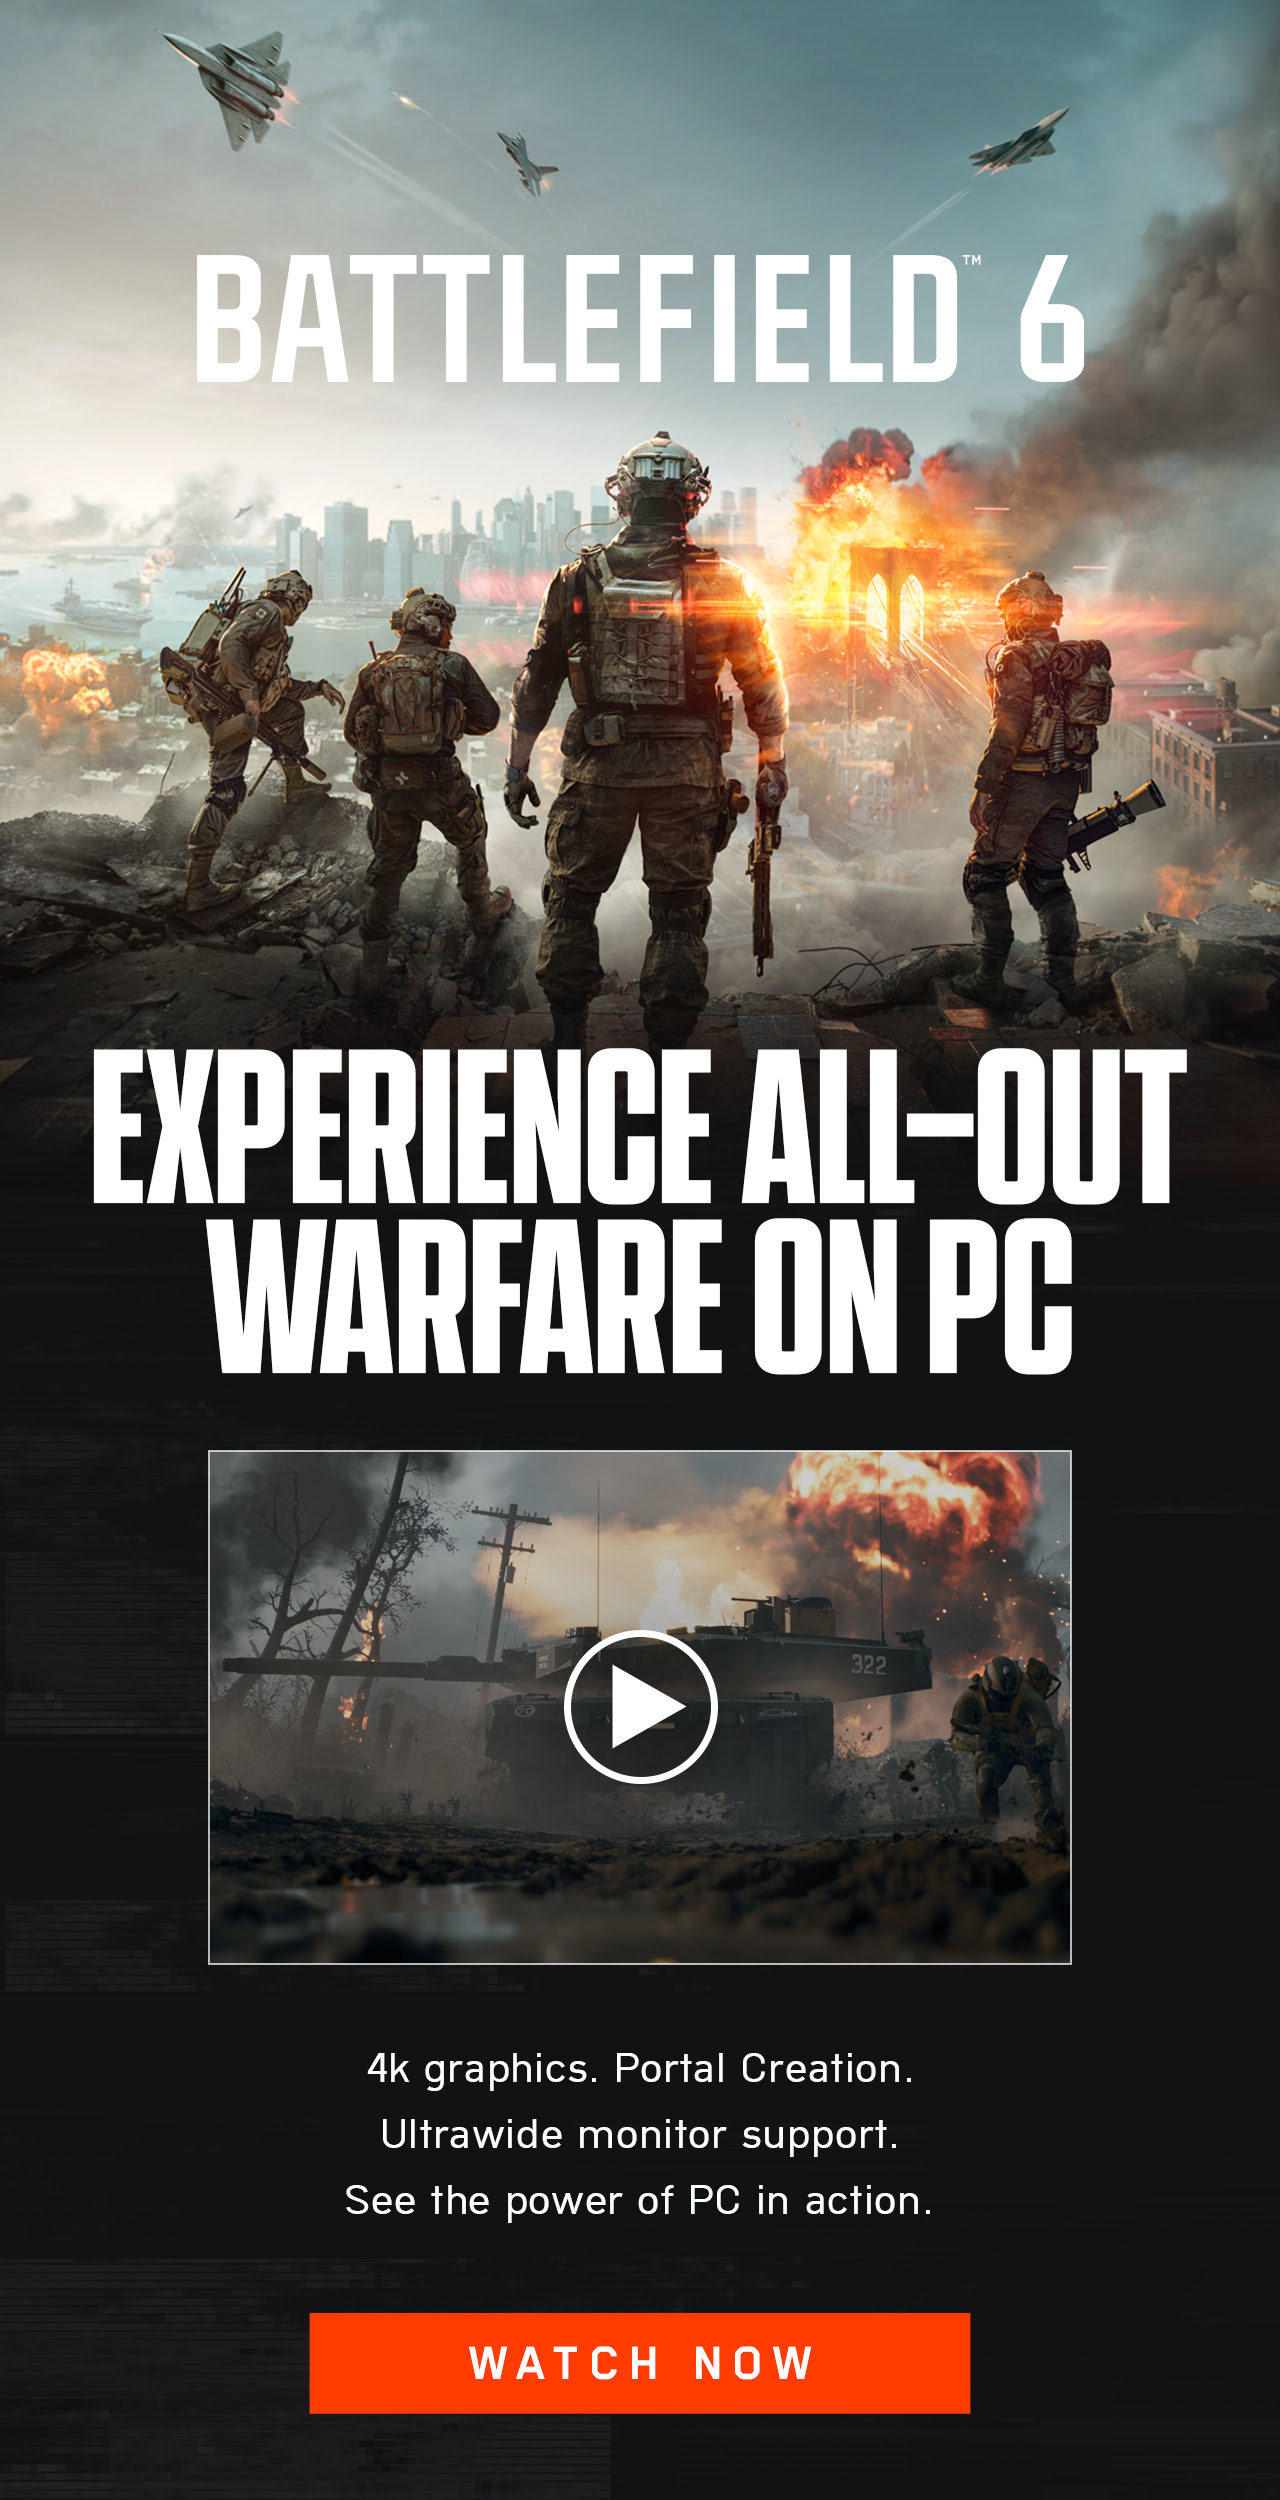 BATTLEFIELD™ 6
EXPERIENCE ALL-OUT
WARFARE ON PC
322
4k graphics. Portal Creation.
Ultrawide monitor support.
See the power of PC in action.
WATCH NOW